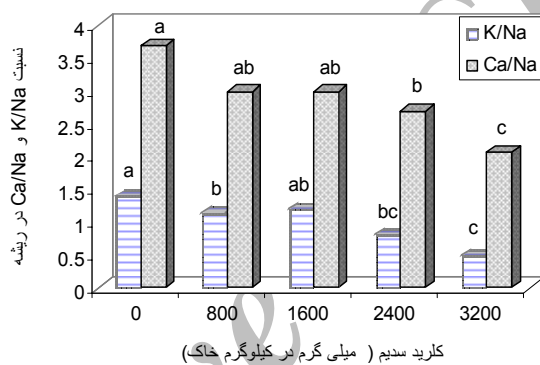 نسبت K/Na و Ca/Na در ریشه
4
3.5
3
2.5
2
1.5
1
0.5
0
a
a
ab
b
ab
ab
b
bc
c
c
K/Na
Ca/Na
0 800 1600 2400 3200
کلرید سدیم ( میلی گرم در کیلوگرم خاک)